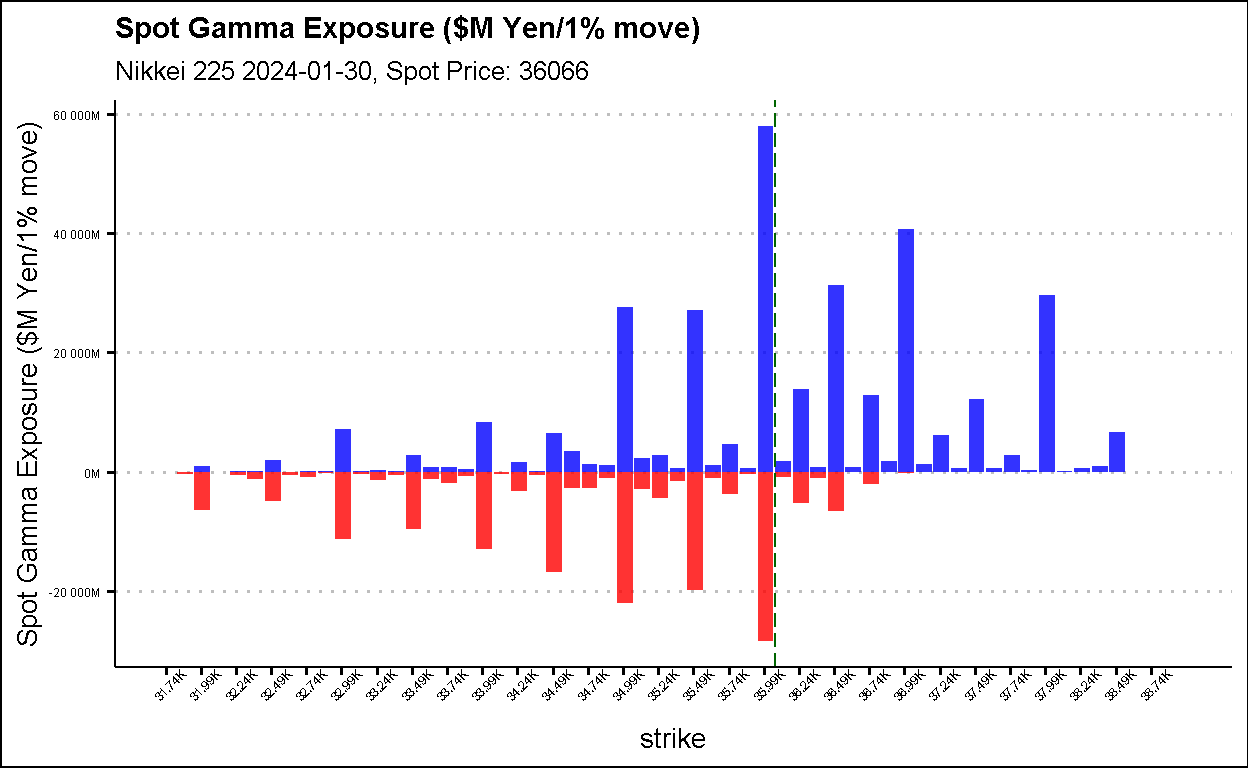 Spot Gamma Exposure ($M Yen/1% move)
Nikkei 225 2024-01-30, Spot Price: 36066
Spot Gamma Exposure ($M Yen/1% move)
60 000M
40 000M
20 000M
0M
-20 000M
31.74K
31.99K
32.24K
32.49K
32.74K
32.99K
33.24K
33.49K
33.74K
33.99K
34.24K
34.49K
34.74K
34.99K
35.24K
35.49K
35.74K
35.99K
36.24K
36.49K
36.74K
36.99K
37.24K
37.49K
37.74K
37.99K
38.24K
38.49K
38.74K
strike